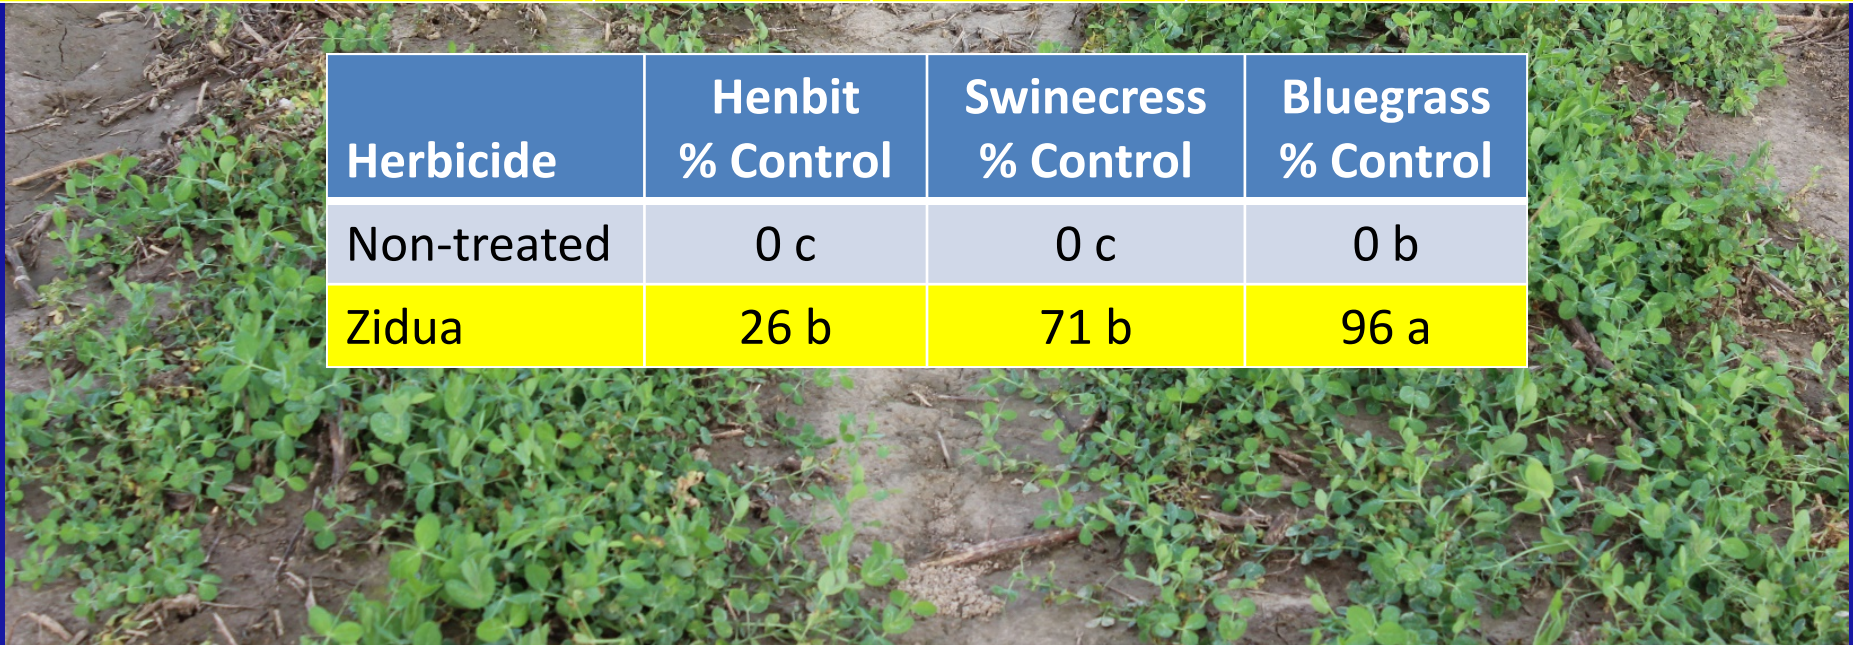 Herbicide Henbit % Control Swinecress % Control Bluegrass % Control
Non-treated 0 c 0 c 0 b
Zidua 26 b 71 b 96 a